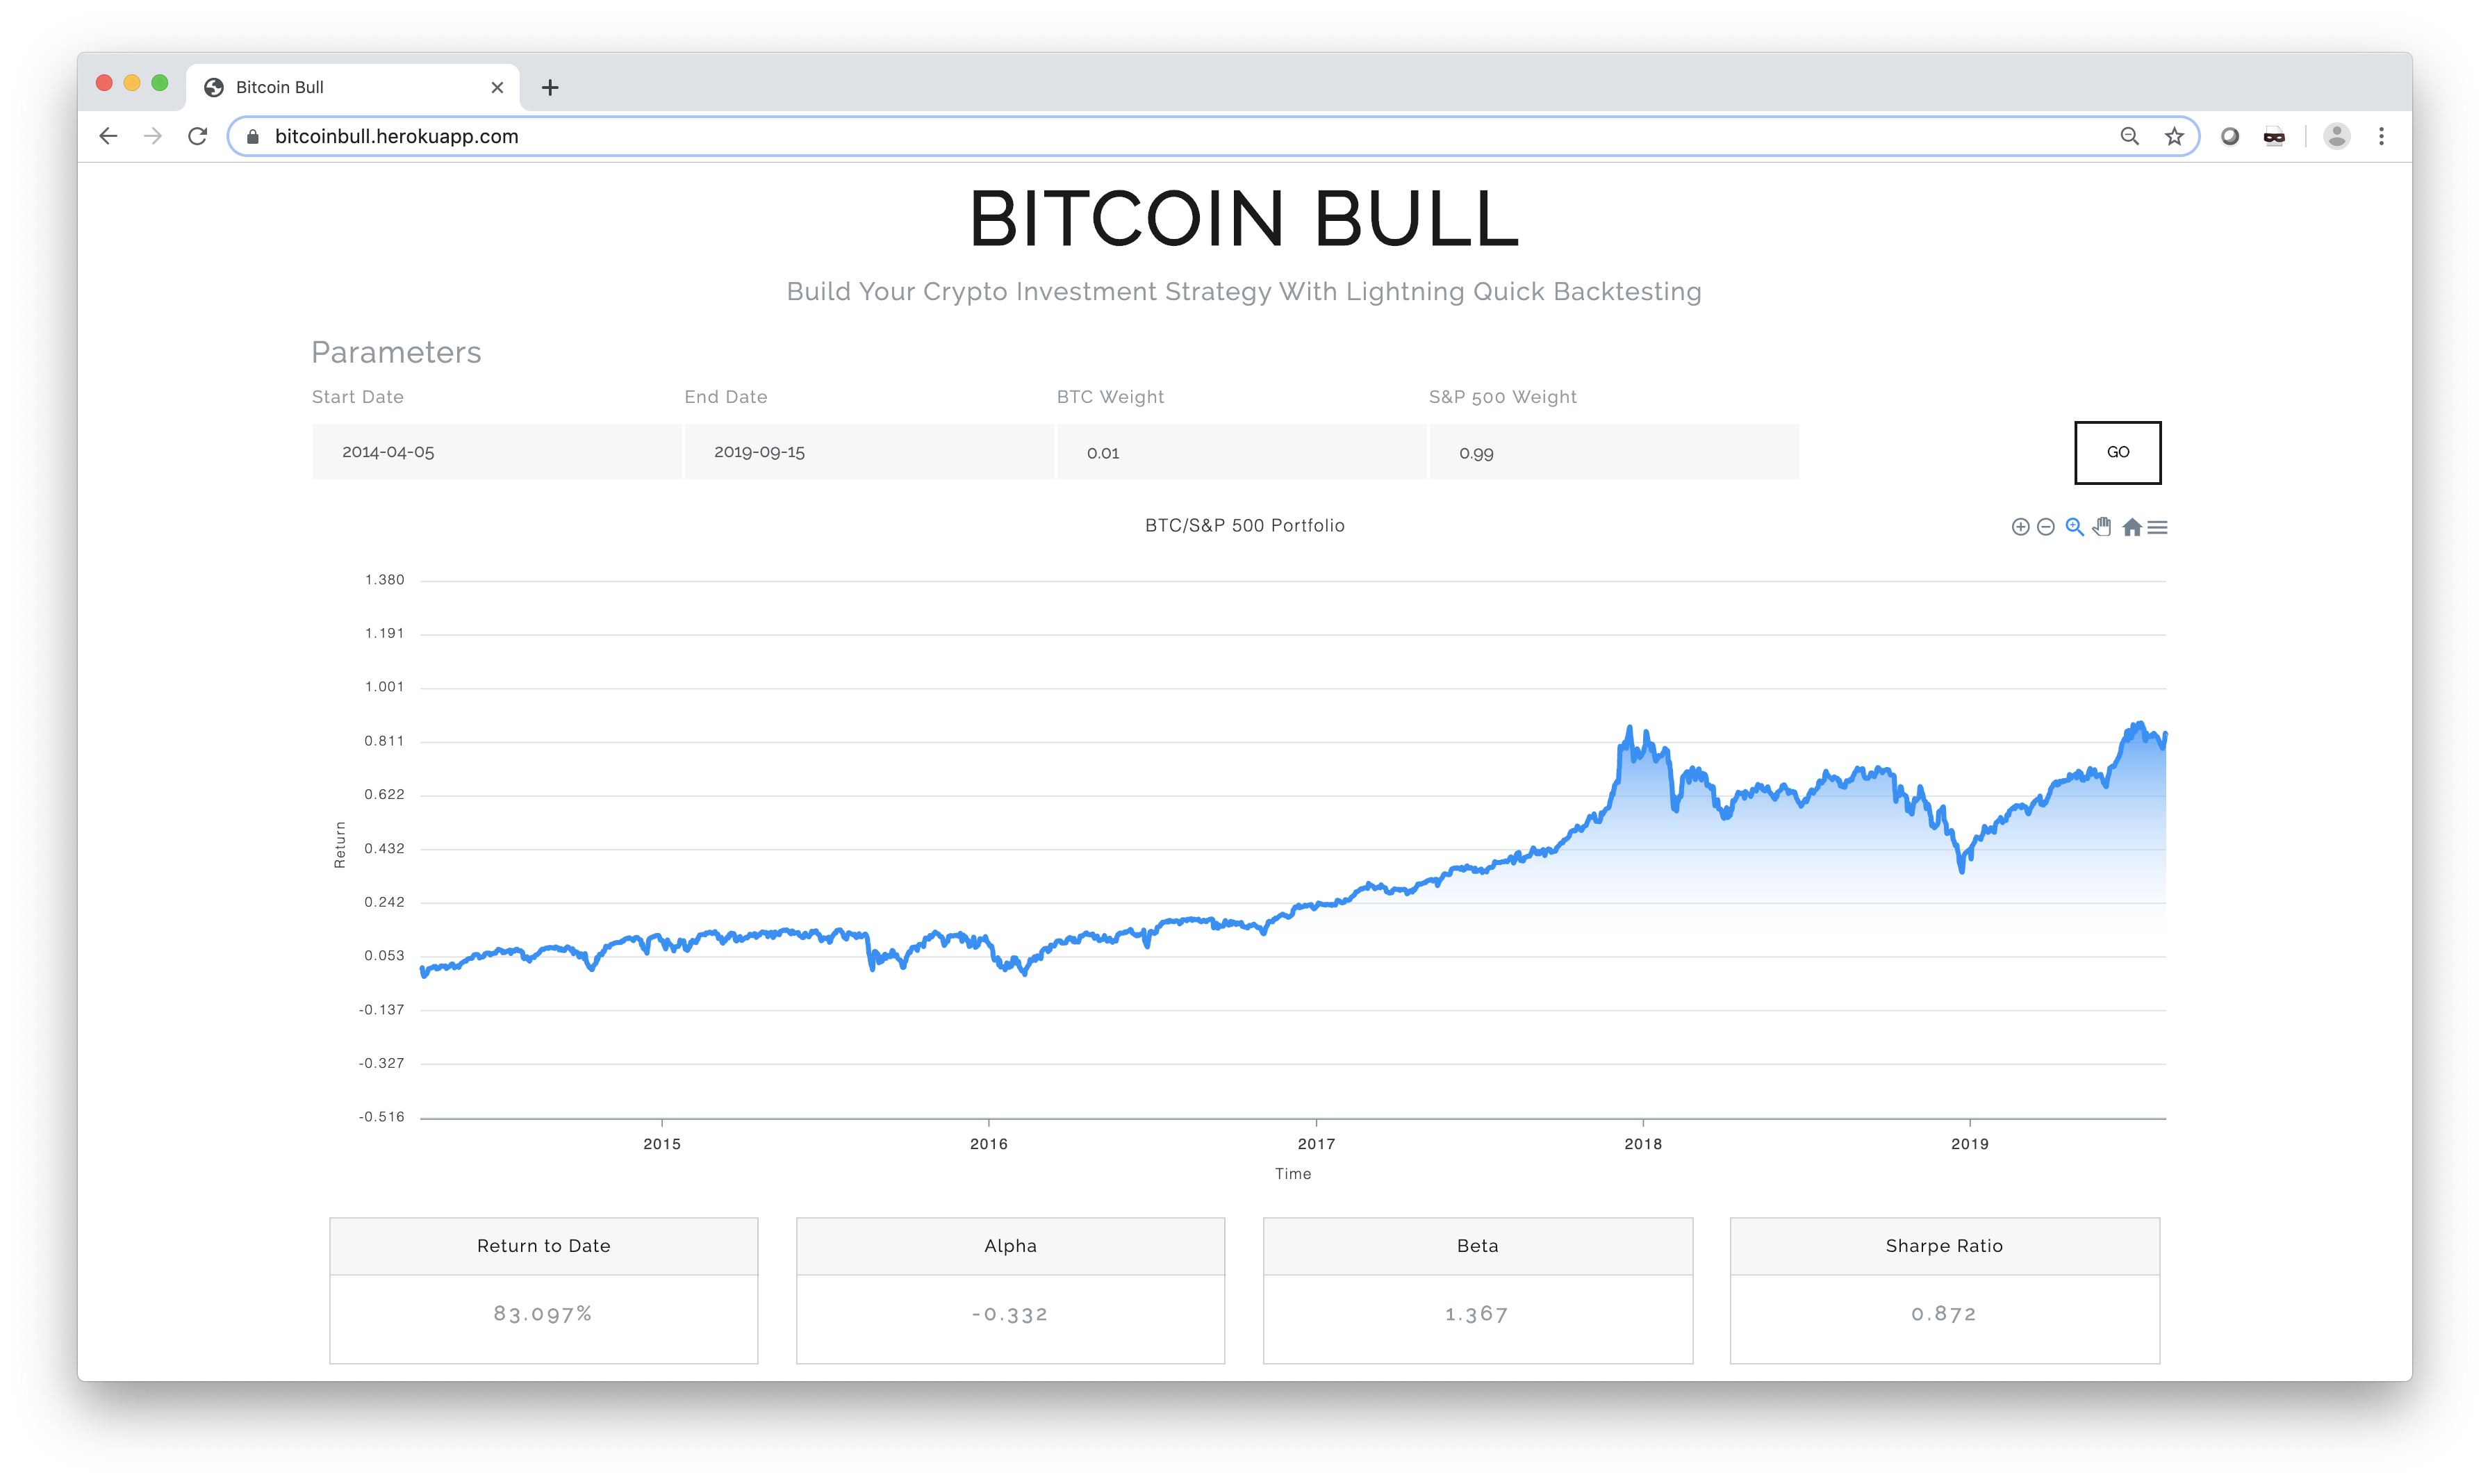 Bitcoin Bull
bitcoinbull.herokuapp.com
BITCOIN BULL
Build Your Crypto Investment Strategy With Lightning Quick Backtesting
Parameters
Start Date End Date BTC Weight S&P 500 Weight
2014-04-05 2019-09-15 0.01 0.99 GO
BTC/S&P 500 Portfolio
1.380
1.191
1.001
0.811
0.622
Return
0.432
0.242
0.053
-0.137
-0.327
-0.516
2015 2016 2017 2018 2019
Time
Return to Date Alpha Beta Sharpe Ratio
83.097% -0.332 1.367 0.872